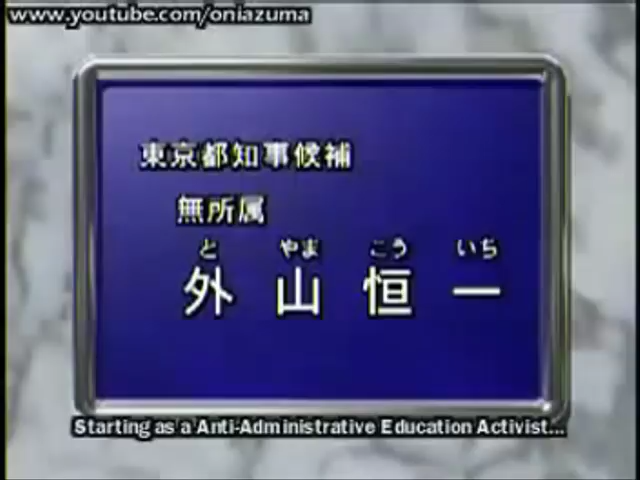 www.youtube.com/oniazuma
東京都知事候補
無所属
と やま こう いち
外山恒一
Starting as a Anti-Administrative Education Activist...